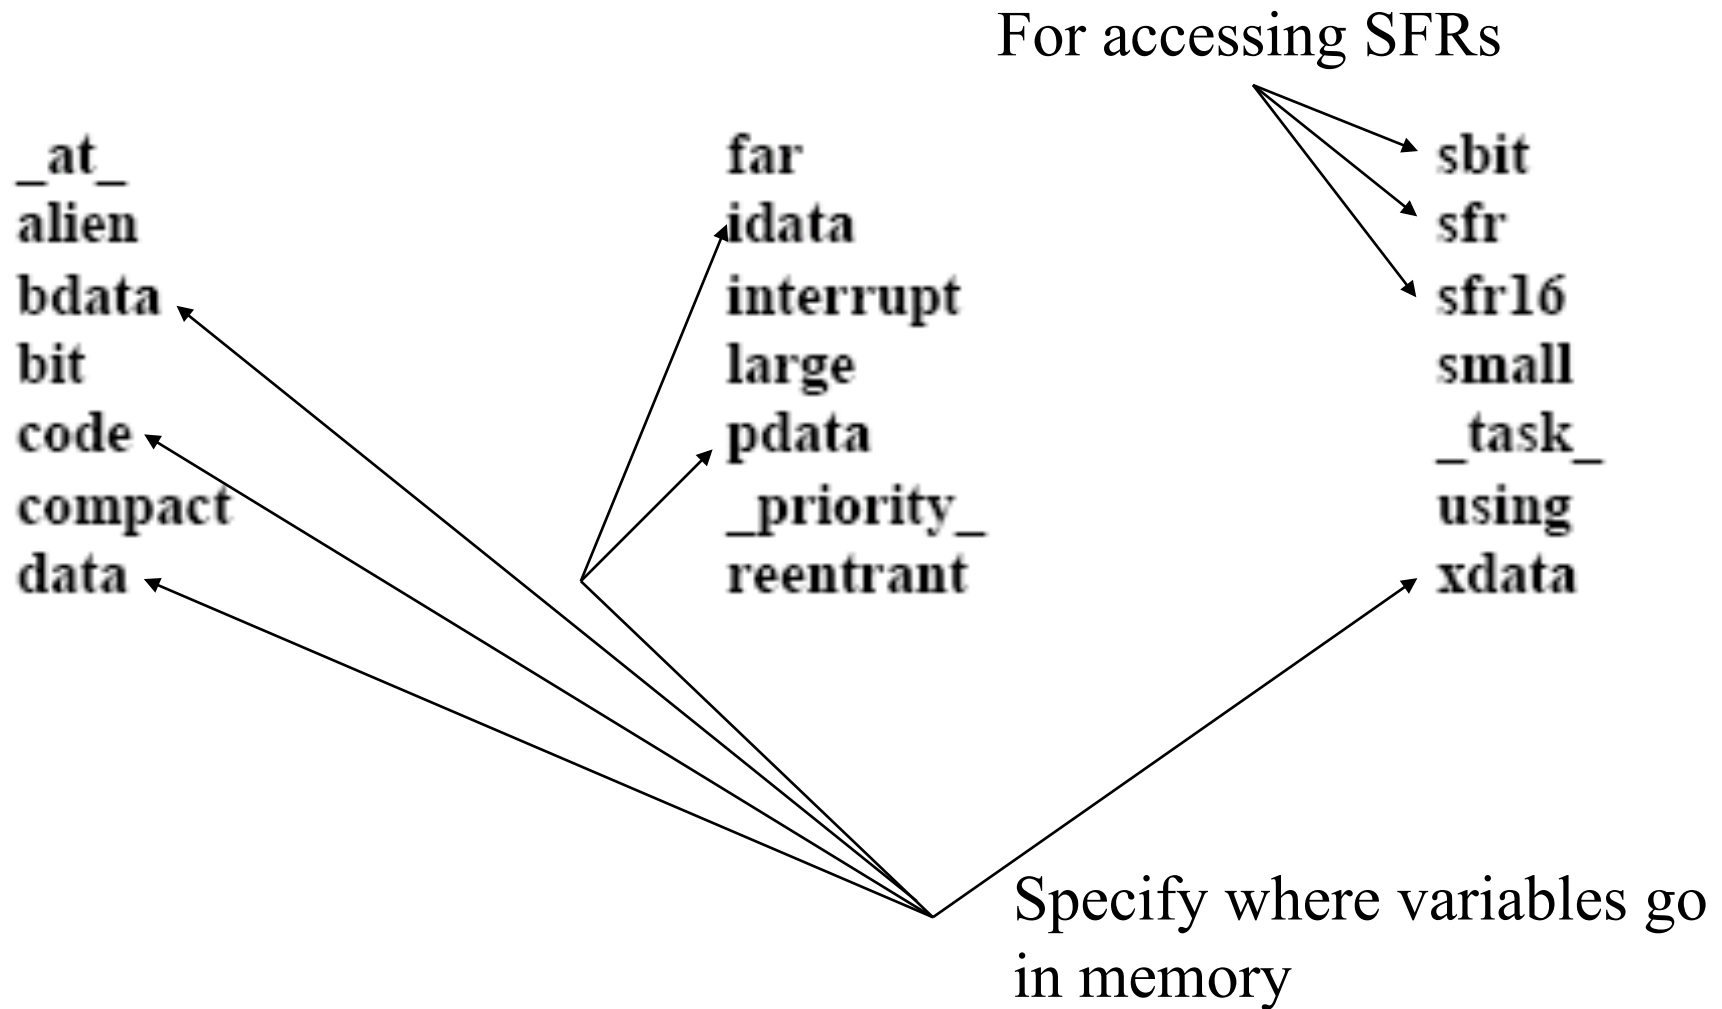 For accessing SFRs
_at_
alien
bdata
bit
code
compact
data
far
idata
interrupt
large
pdata
_priority_
reentrant
sbit
sfr
sfr16
small
_task_
using
xdata
Specify where variables go
in memory